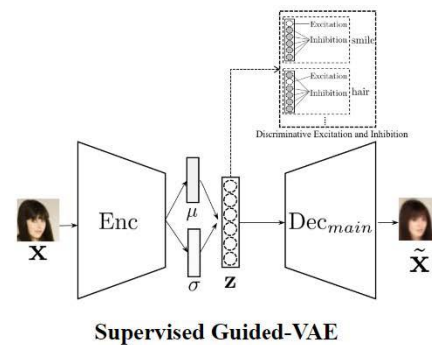 Excitation
Inhibition smile
Excitation
Inhibition hair
Discriminative Excitation and Inhibition
Enc
μ
σ
z
Dec_main
x
x̃
Supervised Guided-VAE